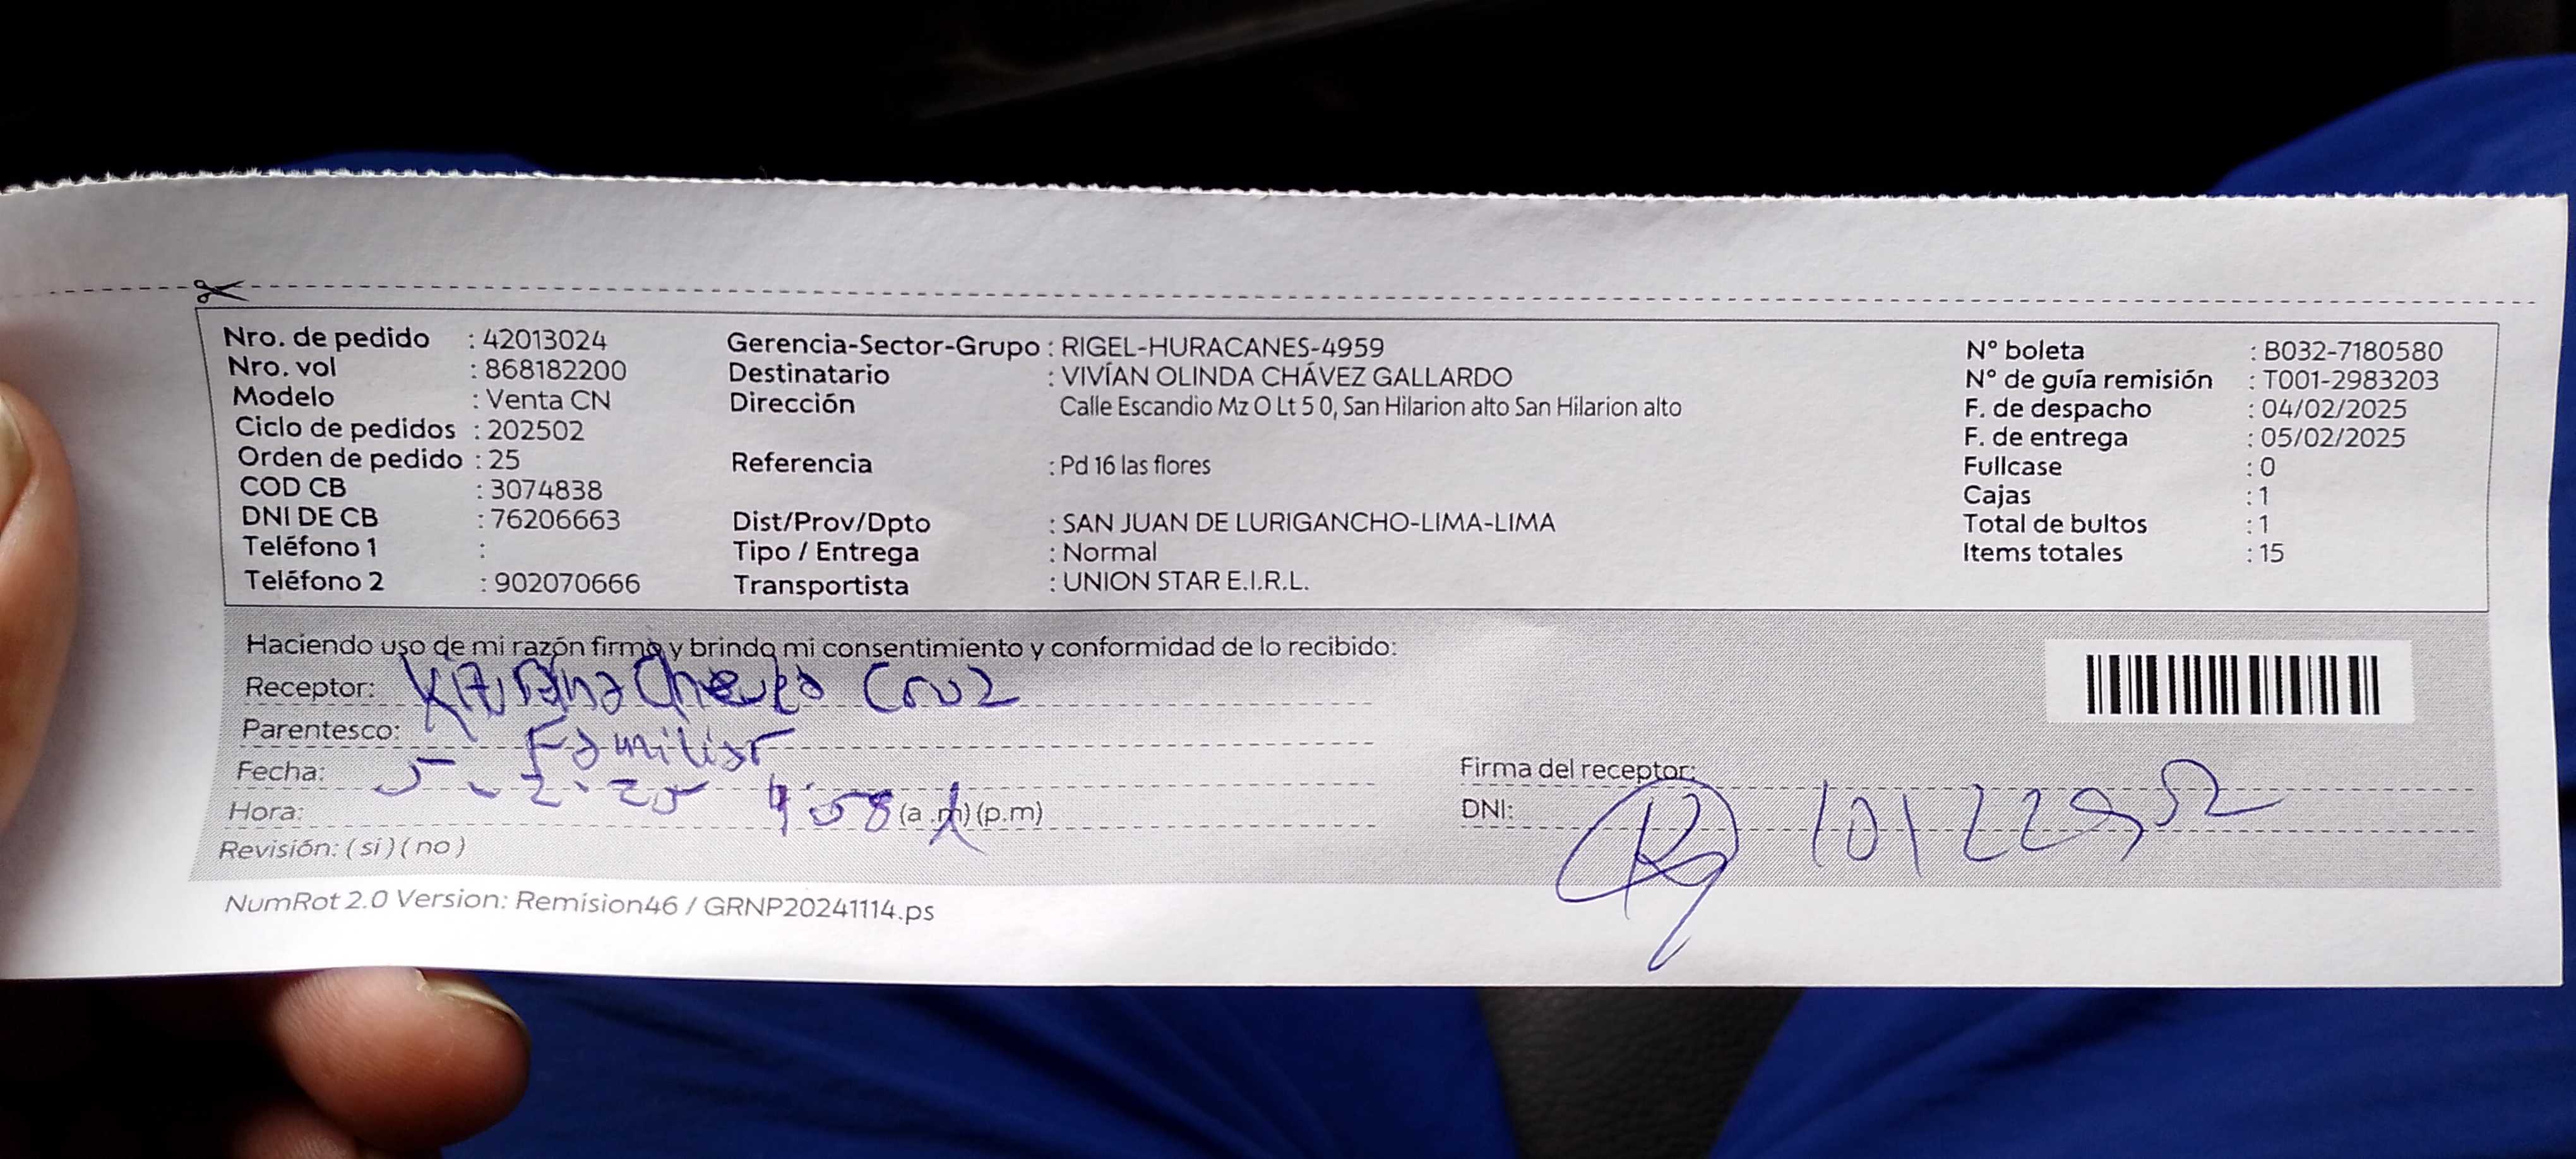 Nro. de pedido : 42013024
Nro. vol : 868182200
Modelo : Venta CN
Ciclo de pedidos : 202502
Orden de pedido : 25
COD CB : 3074838
DNI DE CB : 76206663
Teléfono 1 :
Teléfono 2 : 902070666
Gerencia-Sector-Grupo : RIGEL-HURACANES-4959
Destinatario : VIVÍAN OLINDA CHÁVEZ GALLARDO
Dirección Calle Escandio Mz O Lt 5 0, San Hilarion alto San Hilarion alto
Referencia : Pd 16 las flores
Dist/Prov/Dpto : SAN JUAN DE LURIGANCHO-LIMA-LIMA
Tipo / Entrega : Normal
Transportista : UNION STAR E.I.R.L.
N° boleta : B032-7180580
N° de guía remisión : T001-2983203
F. de despacho : 04/02/2025
F. de entrega : 05/02/2025
Fullcase : 0
Cajas : 1
Total de bultos : 1
Items totales : 15
Haciendo uso de mi razón firmo y brindo mi consentimiento y conformidad de lo recibido:
Receptor: Cruz
Parentesco: Familiar
Fecha: 5-2-25
Hora: (a.m) (p.m)
Revisión: (si) (no)
Firma del receptor:
DNI:
NumRot 2.0 Version: Remision46 / GRNP20241114.ps